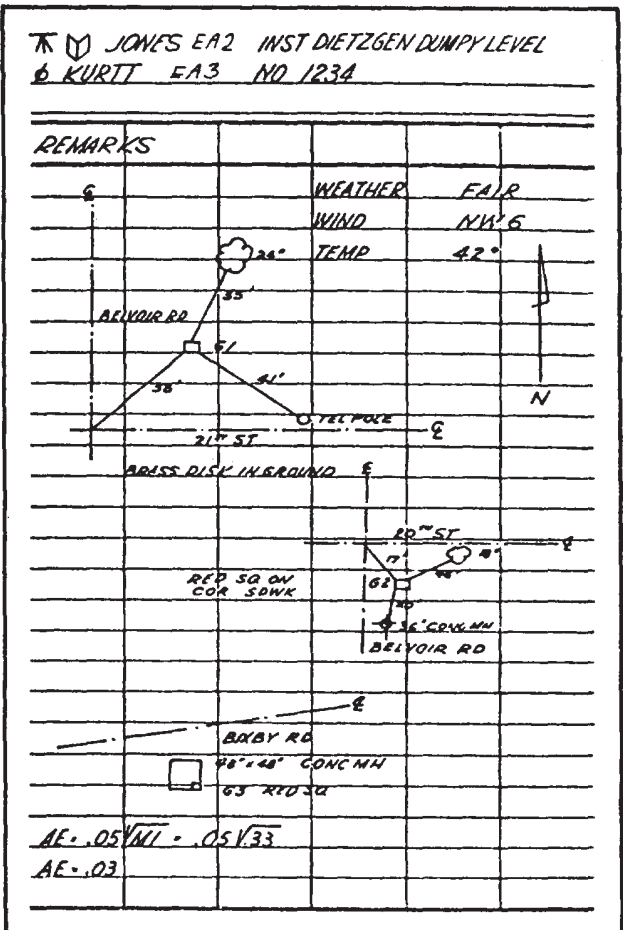 JONES EA2 INST DIETZGEN DUMPY LEVEL
ϕ KURTT EA3 NO 1234
REMARKS
℄
WEATHER FAIR
WIND NW 6
TEMP 42°
24"
35'
BELVOIR RD
61
38'
41'
N
TEL POLE
21ST ST
℄
BRASS DISK IN GROUND
℄
20TH ST
℄
17'
RED SQ ON
COR SDWK
62
36" CONC MH
BELVOIR RD
℄
BIXBY RD
48" x 48" CONC MH
63 RED SQ
AE = .05√MI = .05√.33
AE = .03